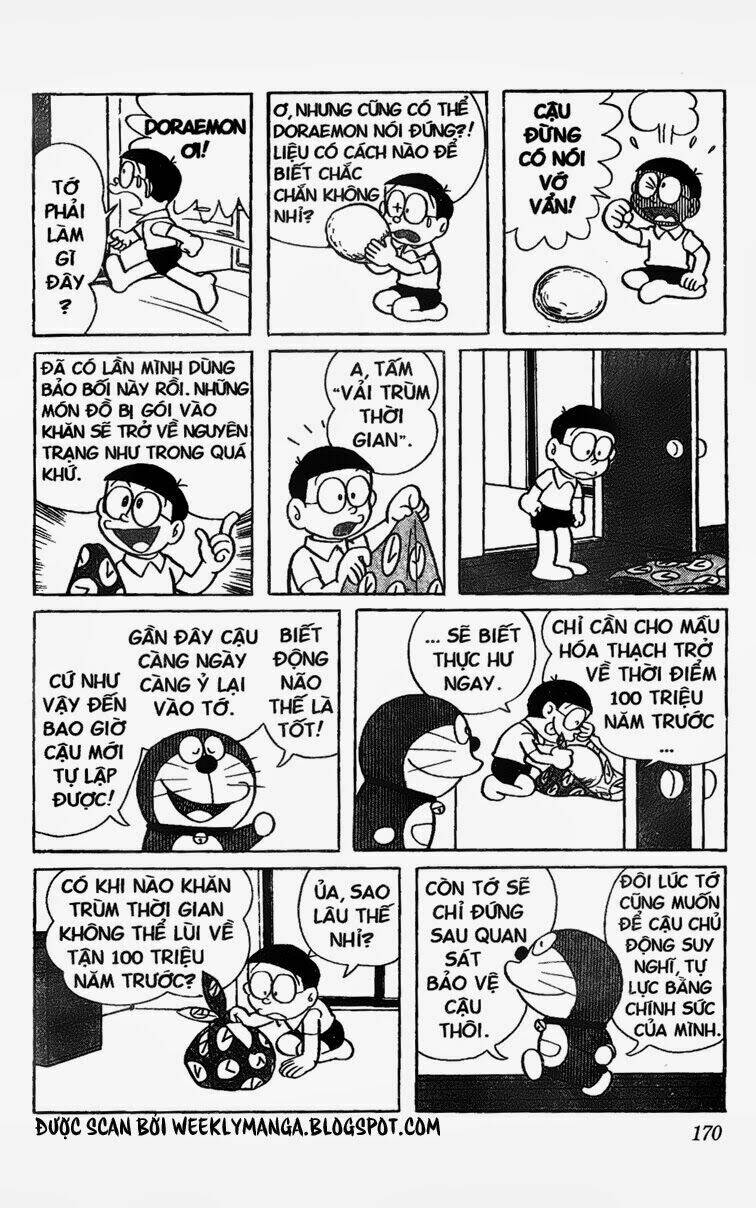 CẬU
ĐỪNG
CÓ NÓI
VỚ
VẨN!
Ơ, NHƯNG CŨNG CÓ THỂ
DORAEMON NÓI ĐÚNG?!
LIỆU CÓ CÁCH NÀO ĐỂ
BIẾT CHẮC
CHẮN KHÔNG
NHỈ?
DORAEMON
ƠI!
TỚ
PHẢI
LÀM
GÌ
ĐÂY
?
A, TẤM
“VẢI TRÙM
THỜI
GIAN”.
ĐÃ CÓ LẦN MÌNH DÙNG
BẢO BỐI NÀY RỒI. NHỮNG
MÓN ĐỒ BỊ GÓI VÀO
KHĂN SẼ TRỞ VỀ NGUYÊN
TRẠNG NHƯ TRONG QUÁ
KHỨ.
CHỈ CẦN CHO MẨU
HÓA THẠCH TRỞ
VỀ THỜI ĐIỂM
100 TRIỆU
NĂM TRƯỚC
...
... SẼ BIẾT
THỰC HƯ
NGAY.
BIẾT
ĐỘNG
NÃO
THẾ LÀ
TỐT!
GẦN ĐÂY CẬU
CÀNG NGÀY
CÀNG Ỷ LẠI
VÀO TỚ.
CỨ NHƯ
VẬY ĐẾN
BAO GIỜ
CẬU MỚI
TỰ LẬP
ĐƯỢC!
ĐÔI LÚC TỚ
CŨNG MUỐN
ĐỂ CẬU CHỦ
ĐỘNG SUY
NGHĨ, TỰ
LỰC BẰNG
CHÍNH SỨC
CỦA MÌNH.
CÒN TỚ SẼ
CHỈ ĐỨNG
SAU QUAN
SÁT
BẢO VỆ
CẬU
THÔI.
ỦA, SAO
LÂU THẾ
NHỈ?
CÓ KHI NÀO KHĂN
TRÙM THỜI GIAN
KHÔNG THỂ LÙI VỀ
TẬN 100 TRIỆU
NĂM TRƯỚC?
ĐƯỢC SCAN BỞI WEEKLYMANGA.BLOGSPOT.COM
170